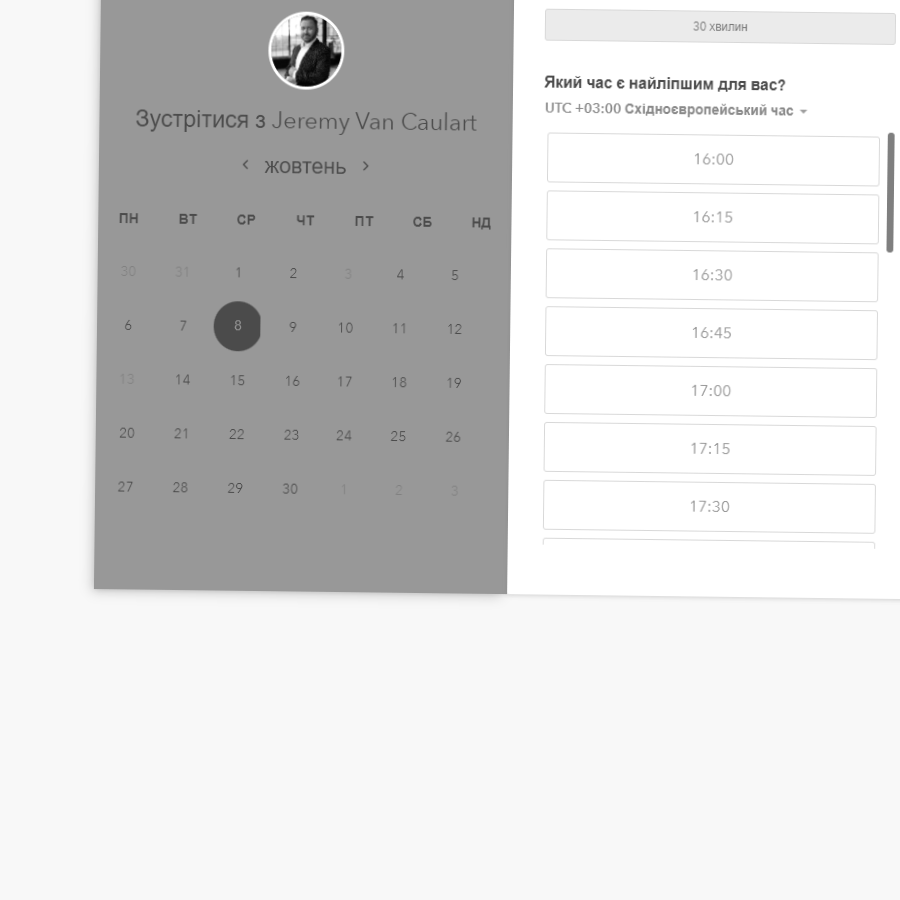 Зустрітися з Jeremy Van Caulart
жовтень
ПН ВТ СР ЧТ ПТ СБ НД
30 31 1 2 3 4 5
6 7 8 9 10 11 12
13 14 15 16 17 18 19
20 21 22 23 24 25 26
27 28 29 30 1 2 3
30 хвилин
Який час є найліпшим для вас?
UTC +03:00 Східноєвропейський час
16:00
16:15
16:30
16:45
17:00
17:15
17:30